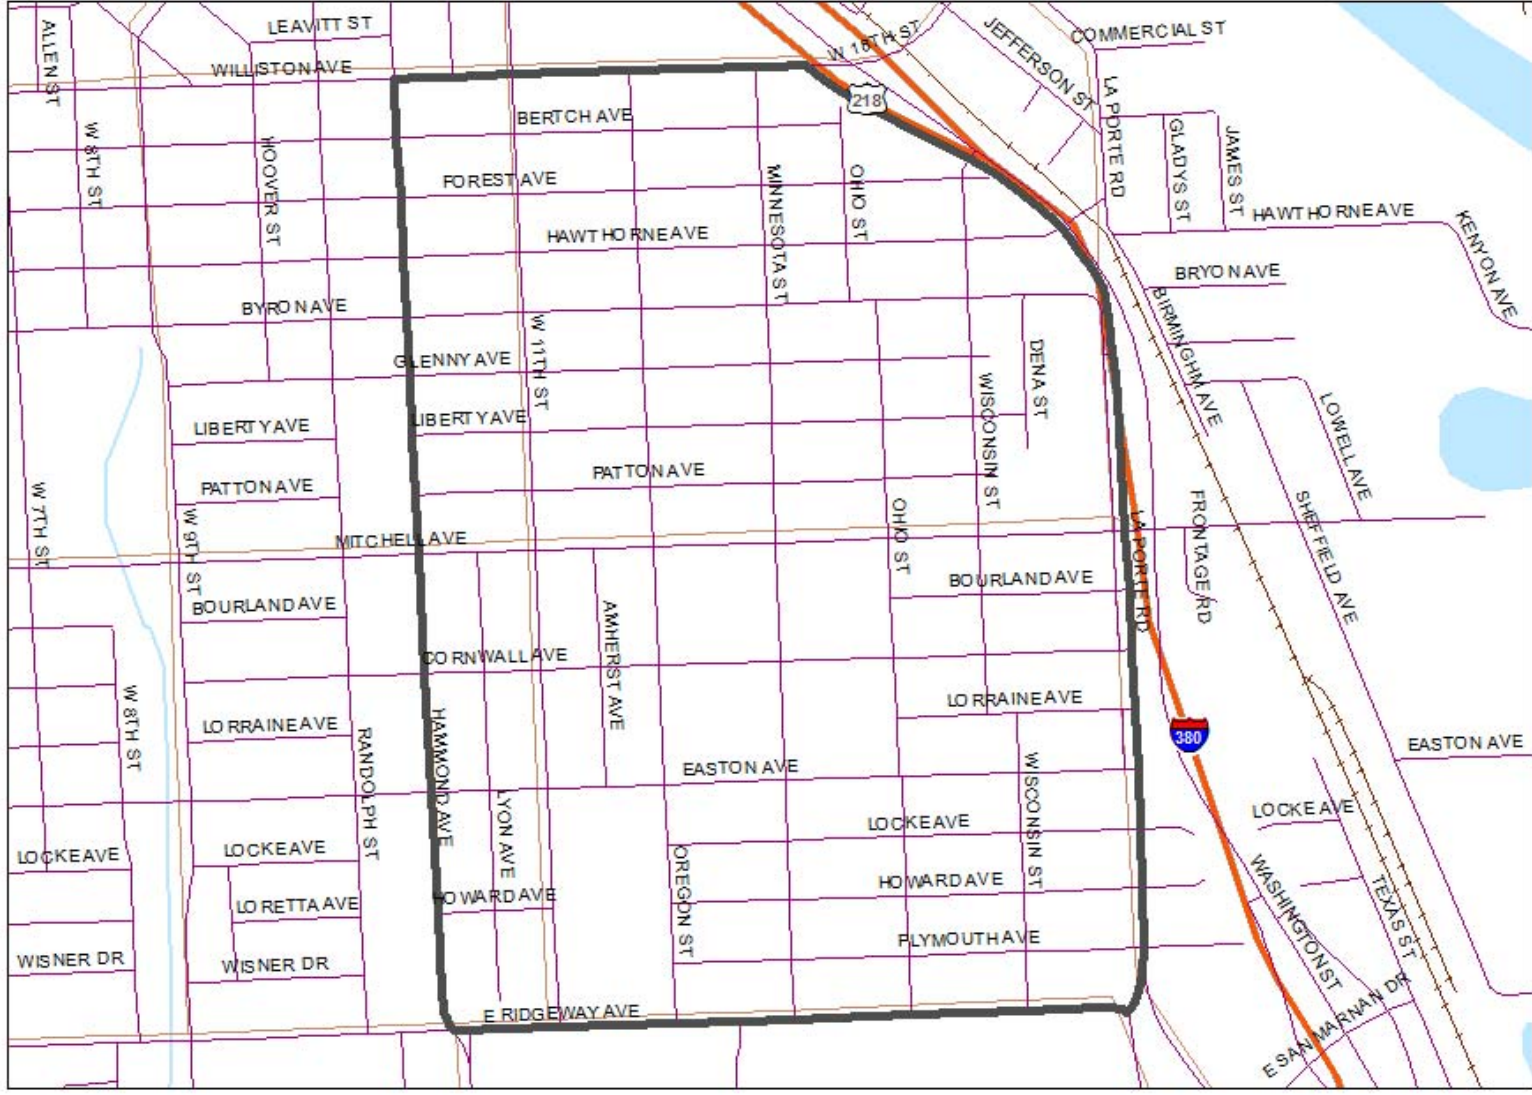 LEAVITT ST
COMMERCIAL ST
JEFFERSON ST
W 18TH ST
ALLEN ST
WILLISTON AVE
218
LA PORTE RD
BERTCH AVE
GLADYS ST
JAMES ST
W 8TH ST
HOOVER ST
FOREST AVE
MINNESOTA ST
OHIO ST
HAWTHORNE AVE
HAWTHORNE AVE
KENYON AVE
BRYON AVE
BYRON AVE
BIRMINGHM AVE
W 11TH ST
DENA ST
GLENNY AVE
WISCONSIN ST
LOWELL AVE
LIBERTY AVE
LIBERTY AVE
PATTON AVE
PATTON AVE
W 7TH ST
W 9TH ST
OHIO ST
FRONTAGE RD
SHEFFIELD AVE
MITCHELL AVE
LA PORTE RD
BOURLAND AVE
BOURLAND AVE
AMHERST AVE
CORNWALL AVE
W 8TH ST
LORRAINE AVE
LORRAINE AVE
HAMMOND AVE
RANDOLPH ST
380
EASTON AVE
EASTON AVE
WISCONSIN ST
LYON AVE
LOCKE AVE
LOCKE AVE
LOCKE AVE
LOCKE AVE
OREGON ST
WASHINGTON ST
TEXAS ST
HOWARD AVE
HOWARD AVE
LORETTA AVE
PLYMOUTH AVE
WISNER DR
WISNER DR
E RIDGEWAY AVE
E SAN MARNAN DR